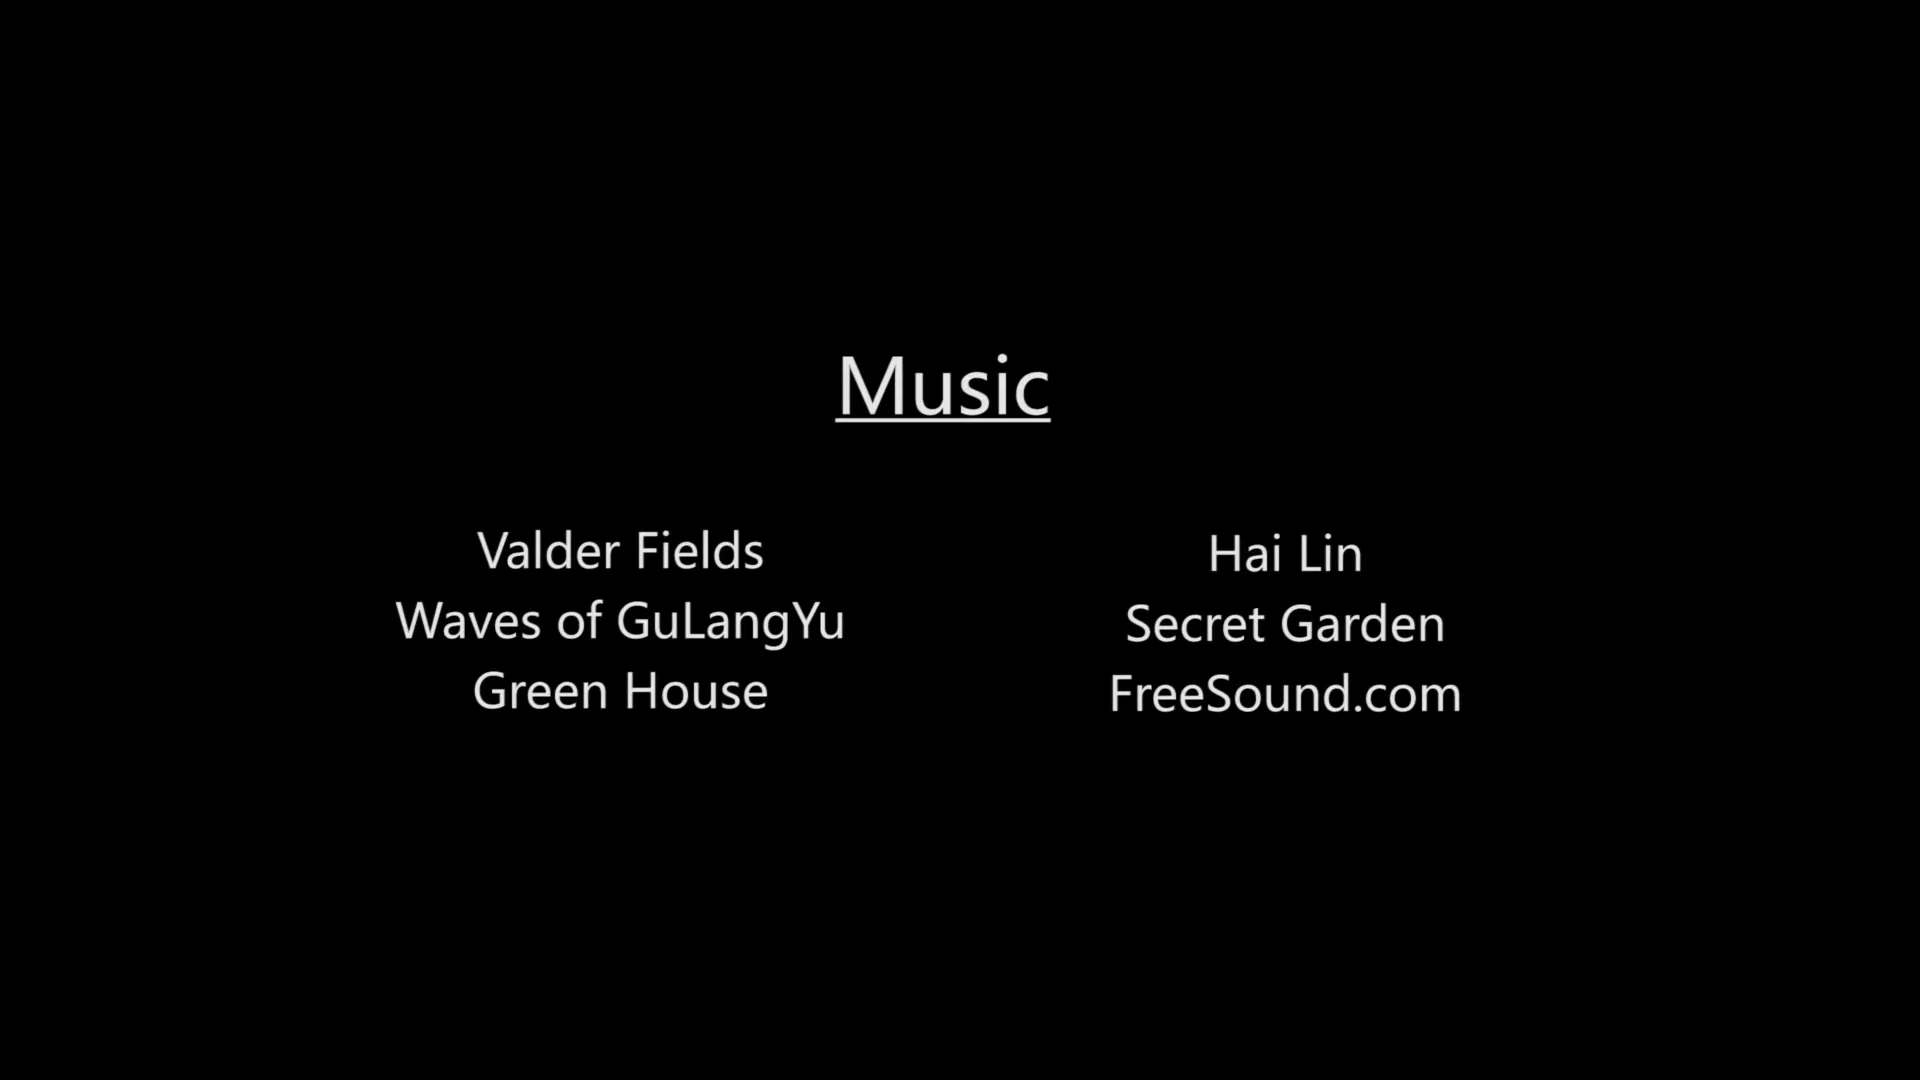 Music
Valder Fields
Waves of GuLangYu
Green House
Hai Lin
Secret Garden
FreeSound.com